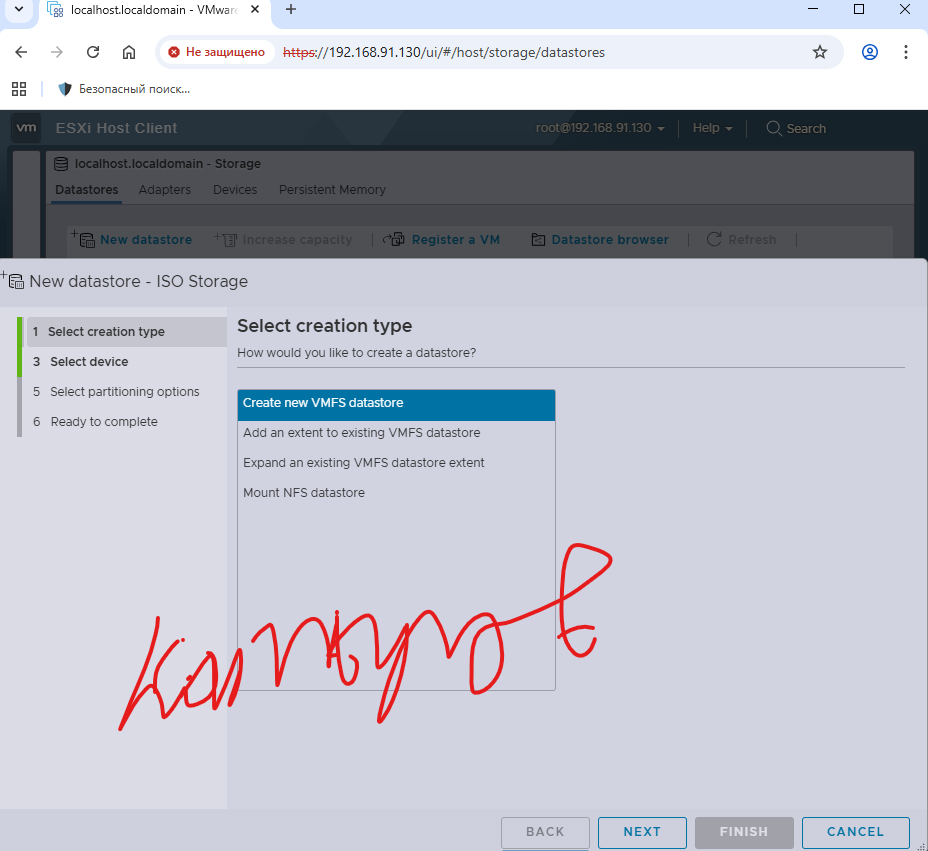 localhost.localdomain - VMware
Не защищено
https://192.168.91.130/ui/#/host/storage/datastores
Безопасный поиск...
vm ESXi Host Client root@192.168.91.130 Help Search
localhost.localdomain - Storage
Datastores Adapters Devices Persistent Memory
New datastore Increase capacity Register a VM Datastore browser Refresh
New datastore - ISO Storage
1 Select creation type
3 Select device
5 Select partitioning options
6 Ready to complete
Select creation type
How would you like to create a datastore?
Create new VMFS datastore
Add an extent to existing VMFS datastore
Expand an existing VMFS datastore extent
Mount NFS datastore
BACK NEXT FINISH CANCEL